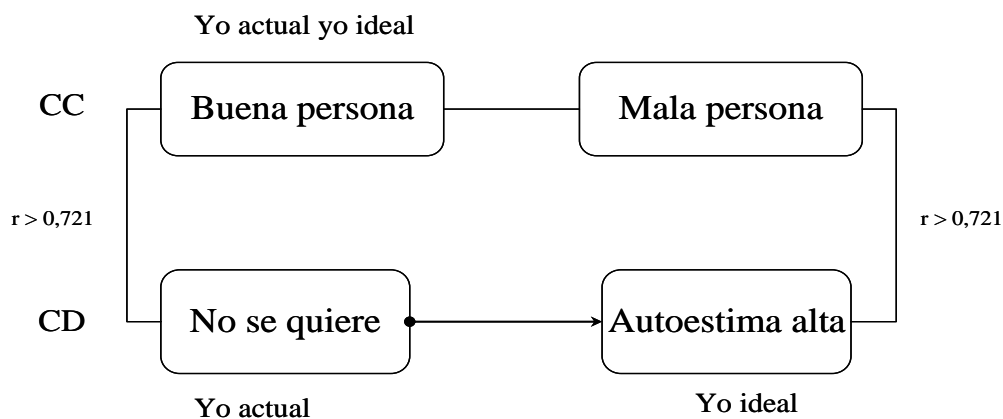 Yo actual yo ideal
CC
Buena persona
Mala persona
r > 0,721
r > 0,721
CD
No se quiere
Autoestima alta
Yo actual
Yo ideal